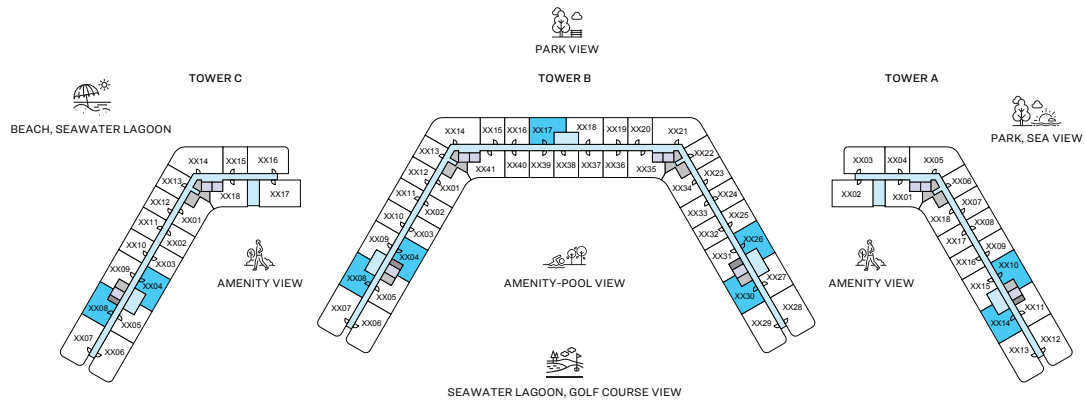 PARK VIEW
TOWER C
TOWER B
TOWER A
BEACH, SEAWATER LAGOON
PARK, SEA VIEW
XX14
XX15
XX16
XX13
XX17
XX12
XX18
XX11
XX01
XX10
XX02
XX09
XX03
XX08
XX04
XX07
XX05
XX06
AMENITY VIEW
XX14
XX15
XX16
XX17
XX18
XX19
XX20
XX21
XX13
XX41
XX40
XX39
XX38
XX37
XX36
XX35
XX22
XX12
XX01
XX34
XX23
XX11
XX02
XX33
XX24
XX10
XX03
XX32
XX25
XX09
XX04
XX31
XX26
XX08
XX05
XX30
XX27
XX07
XX06
XX29
XX28
AMENITY-POOL VIEW
SEAWATER LAGOON, GOLF COURSE VIEW
XX03
XX04
XX05
XX02
XX01
XX06
XX18
XX07
XX17
XX08
XX16
XX09
XX15
XX10
XX14
XX11
XX13
XX12
AMENITY VIEW